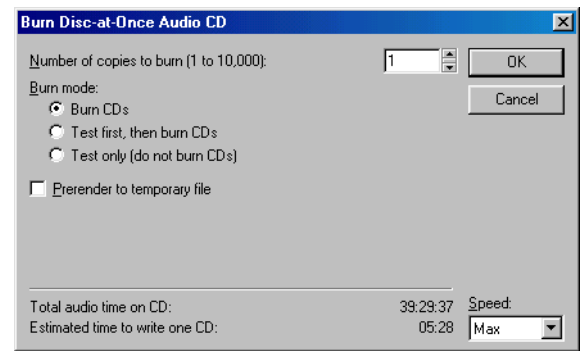 Burn Disc-at-Once Audio CD
Number of copies to burn (1 to 10,000): 1
OK
Burn mode:
Cancel
Burn CDs
Test first, then burn CDs
Test only (do not burn CDs)
Prerender to temporary file
Total audio time on CD: 39:29:37
Speed:
Estimated time to write one CD: 05:28
Max